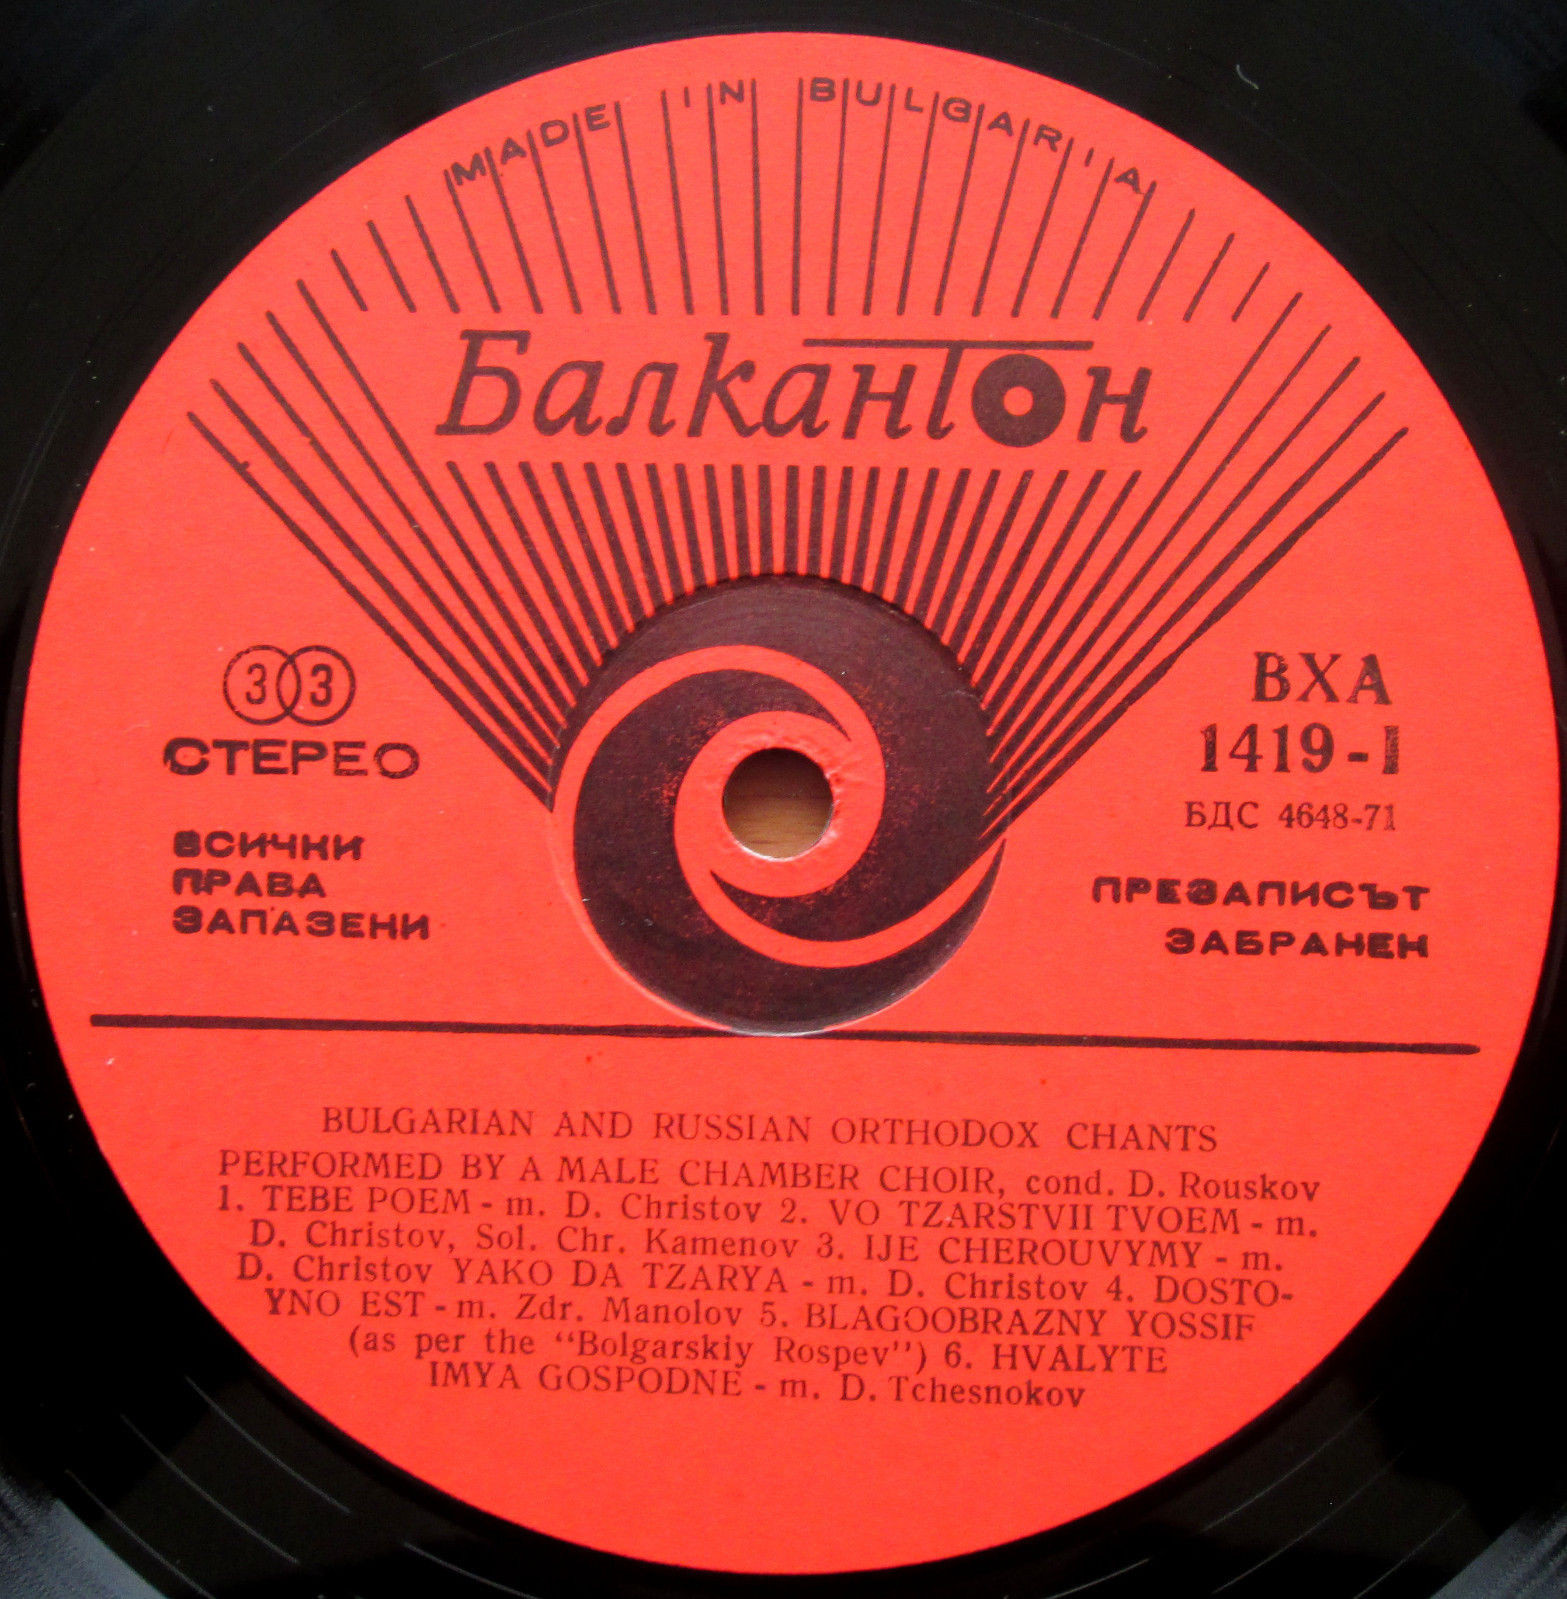 MADE IN BULGARIA
Балкантон
33
СТЕРЕО
ВСИЧКИ
ПРАВА
ЗАПАЗЕНИ
ВХА
1419-I
БДС 4648-71
ПРЕЗАПИСЪТ
ЗАБРАНЕН
BULGARIAN AND RUSSIAN ORTHODOX CHANTS
PERFORMED BY A MALE CHAMBER CHOIR, cond. D. Rouskov
1. TEBE POEM - m. D. Christov 2. VO TZARSTVII TVOEM - m.
D. Christov, Sol. Chr. Kamenov 3. IJE CHEROUVYMY - m.
D. Christov YAKO DA TZARYA - m. D. Christov 4. DOSTO-
YNO EST - m. Zdr. Manolov 5. BLAGOOBRAZNY YOSSIF
(as per the “Bolgarskiy Rospev”) 6. HVALYTE
IMYA GOSPODNE - m. D. Tchesnokov